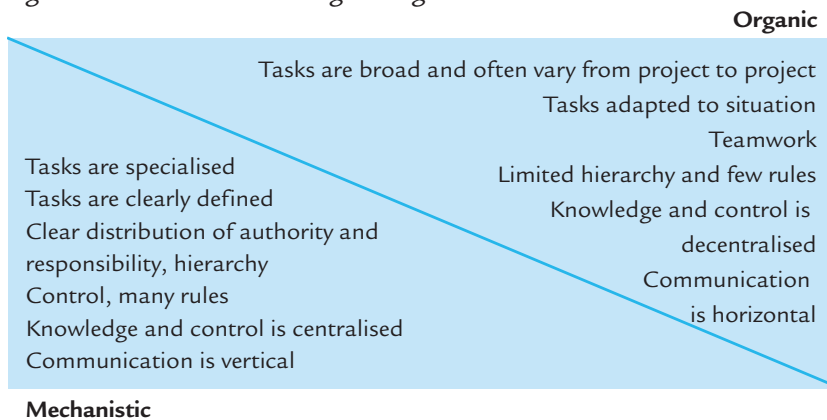 Organic
Tasks are broad and often vary from project to project
Tasks adapted to situation
Teamwork
Limited hierarchy and few rules
Knowledge and control is
decentralised
Communication
is horizontal
Tasks are specialised
Tasks are clearly defined
Clear distribution of authority and
responsibility, hierarchy
Control, many rules
Knowledge and control is centralised
Communication is vertical
Mechanistic